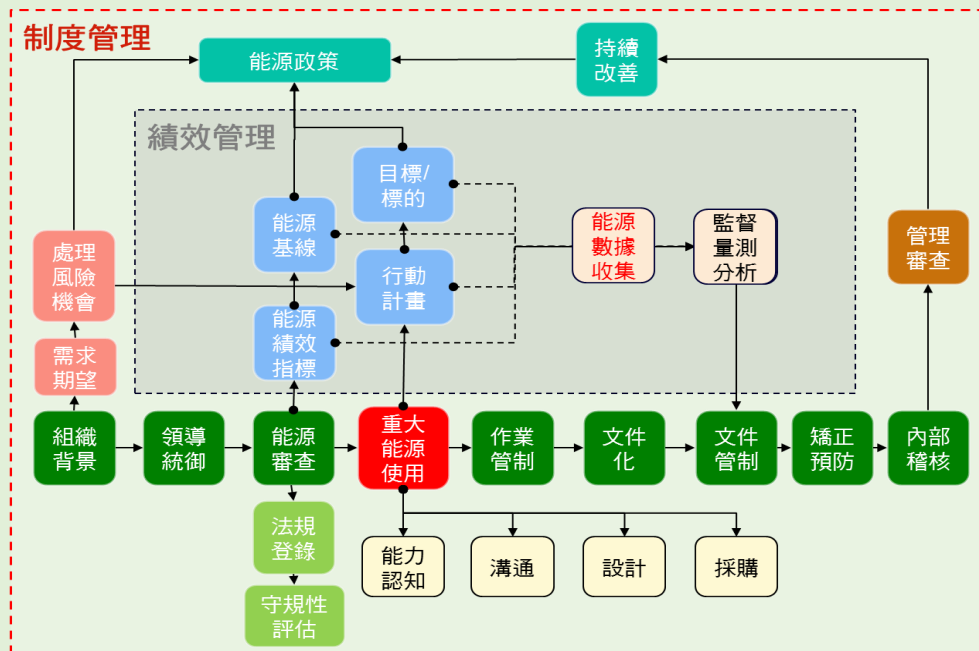 制度管理
能源政策
持續
改善
績效管理
目標/
標的
能源
基線
能源
數據
收集
監督
量測
分析
管理
審查
處理
風險
機會
行動
計畫
能源
績效
指標
需求
期望
組織
背景
領導
統御
能源
審查
重大
能源
使用
作業
管制
文件
化
文件
管制
矯正
預防
內部
稽核
法規
登錄
能力
認知
溝通
設計
採購
守規性
評估